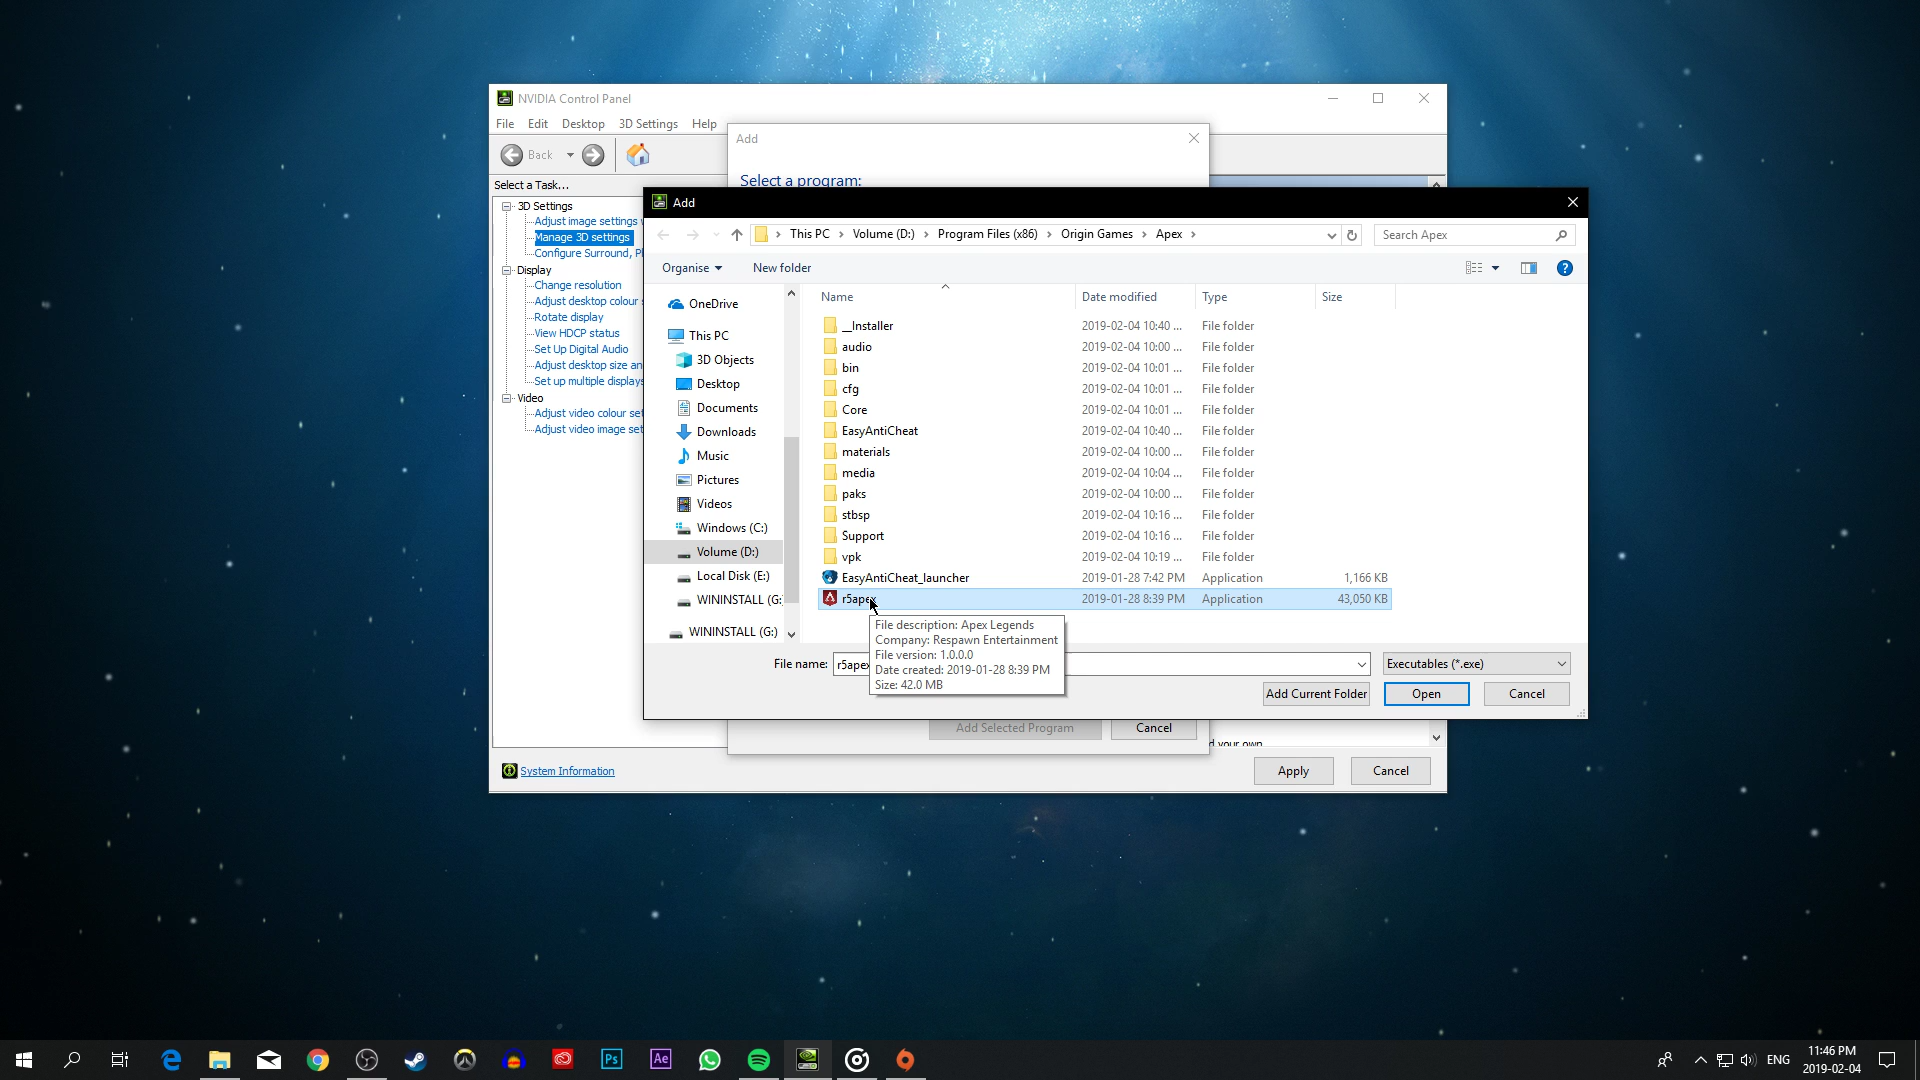 NVIDIA Control Panel
File Edit Desktop 3D Settings Help
Back
Select a Task...
3D Settings
Adjust image settings
Manage 3D settings
Configure Surround, P
Display
Change resolution
Adjust desktop colour
Rotate display
View HDCP status
Set Up Digital Audio
Adjust desktop size an
Set up multiple displays
Video
Adjust video colour set
Adjust video image set
System Information
Add
Select a program:
Add
This PC Volume (D:) Program Files (x86) Origin Games Apex
Search Apex
Organise New folder
OneDrive
This PC
3D Objects
Desktop
Documents
Downloads
Music
Pictures
Videos
Windows (C:)
Volume (D:)
Local Disk (E:)
WININSTALL (G:
WININSTALL (G:)
Name Date modified Type Size
__Installer 2019-02-04 10:40 ... File folder
audio 2019-02-04 10:00 ... File folder
bin 2019-02-04 10:01 ... File folder
cfg 2019-02-04 10:01 ... File folder
Core 2019-02-04 10:01 ... File folder
EasyAntiCheat 2019-02-04 10:40 ... File folder
materials 2019-02-04 10:00 ... File folder
media 2019-02-04 10:04 ... File folder
paks 2019-02-04 10:00 ... File folder
stbsp 2019-02-04 10:16 ... File folder
Support 2019-02-04 10:16 ... File folder
vpk 2019-02-04 10:19 ... File folder
EasyAntiCheat_launcher 2019-01-28 7:42 PM Application 1,166 KB
r5apex 2019-01-28 8:39 PM Application 43,050 KB
File description: Apex Legends
Company: Respawn Entertainment
File version: 1.0.0.0
Date created: 2019-01-28 8:39 PM
Size: 42.0 MB
File name: r5apex
Executables (*.exe)
Add Current Folder Open Cancel
Add Selected Program Cancel
d your own
Apply Cancel
Ps Ae
ENG
11:46 PM
2019-02-04